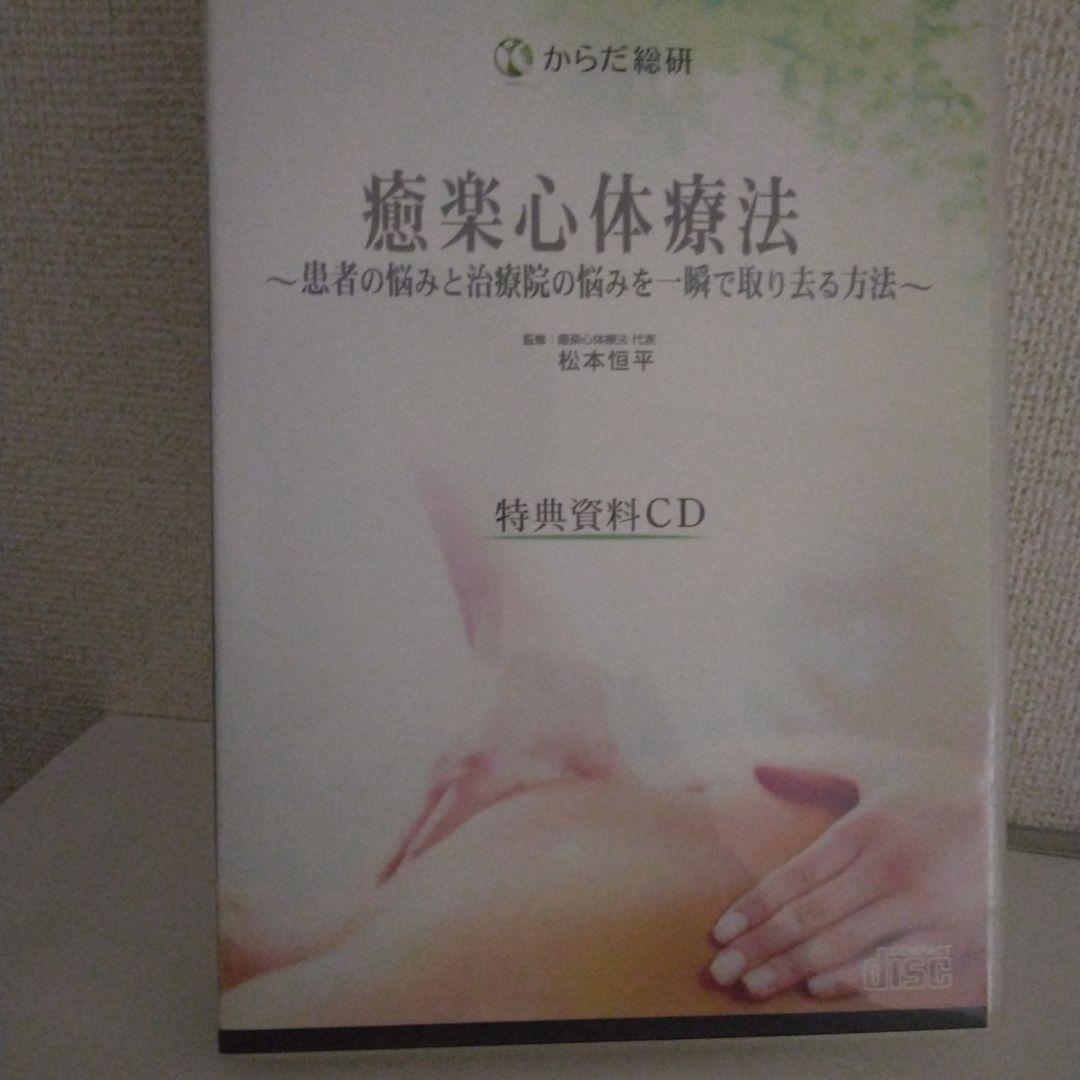 からだ総研
癒楽心体療法
～患者の悩みと治療院の悩みを一瞬で取り去る方法～
監修：癒楽心体療法 代表
松本恒平
特典資料CD
COMPACT
disc